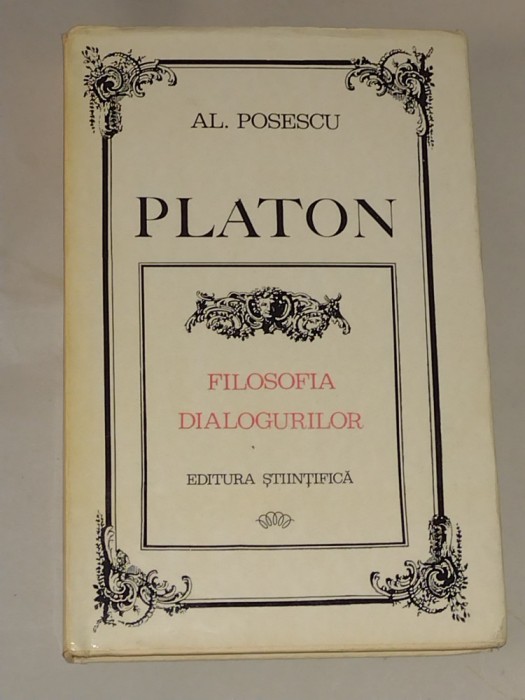 AL. POSESCU
PLATON
FILOSOFIA
DIALOGURILOR
EDITURA ȘTIINȚIFICĂ